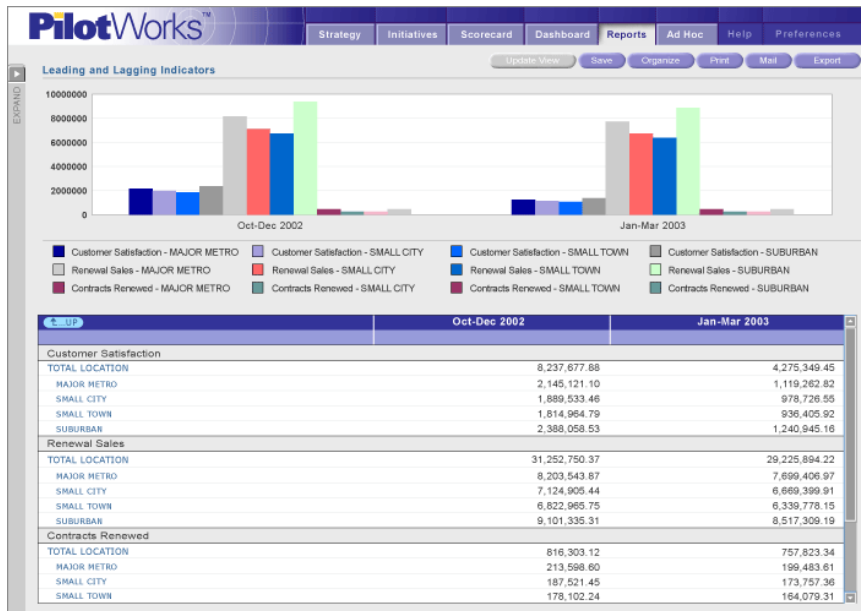 PilotWorks™
Strategy Initiatives Scorecard Dashboard Reports Ad Hoc Help Preferences
Update View Save Organize Print Mail Export
EXPAND
Leading and Lagging Indicators
10000000
8000000
6000000
4000000
2000000
0
Oct-Dec 2002 Jan-Mar 2003
Customer Satisfaction - MAJOR METRO Customer Satisfaction - SMALL CITY Customer Satisfaction - SMALL TOWN Customer Satisfaction - SUBURBAN
Renewal Sales - MAJOR METRO Renewal Sales - SMALL CITY Renewal Sales - SMALL TOWN Renewal Sales - SUBURBAN
Contracts Renewed - MAJOR METRO Contracts Renewed - SMALL CITY Contracts Renewed - SMALL TOWN Contracts Renewed - SUBURBAN
UP Oct-Dec 2002 Jan-Mar 2003
Customer Satisfaction
TOTAL LOCATION 8,237,677.88 4,275,349.45
MAJOR METRO 2,145,121.10 1,119,262.82
SMALL CITY 1,889,533.46 978,726.55
SMALL TOWN 1,814,964.79 936,405.92
SUBURBAN 2,388,058.53 1,240,945.16
Renewal Sales
TOTAL LOCATION 31,252,750.37 29,225,894.22
MAJOR METRO 8,203,543.87 7,699,406.97
SMALL CITY 7,124,905.44 6,669,399.91
SMALL TOWN 6,822,965.75 6,339,778.15
SUBURBAN 9,101,335.31 8,517,309.19
Contracts Renewed
TOTAL LOCATION 816,303.12 757,823.34
MAJOR METRO 213,598.60 199,483.61
SMALL CITY 187,521.45 173,757.36
SMALL TOWN 178,102.24 164,079.31